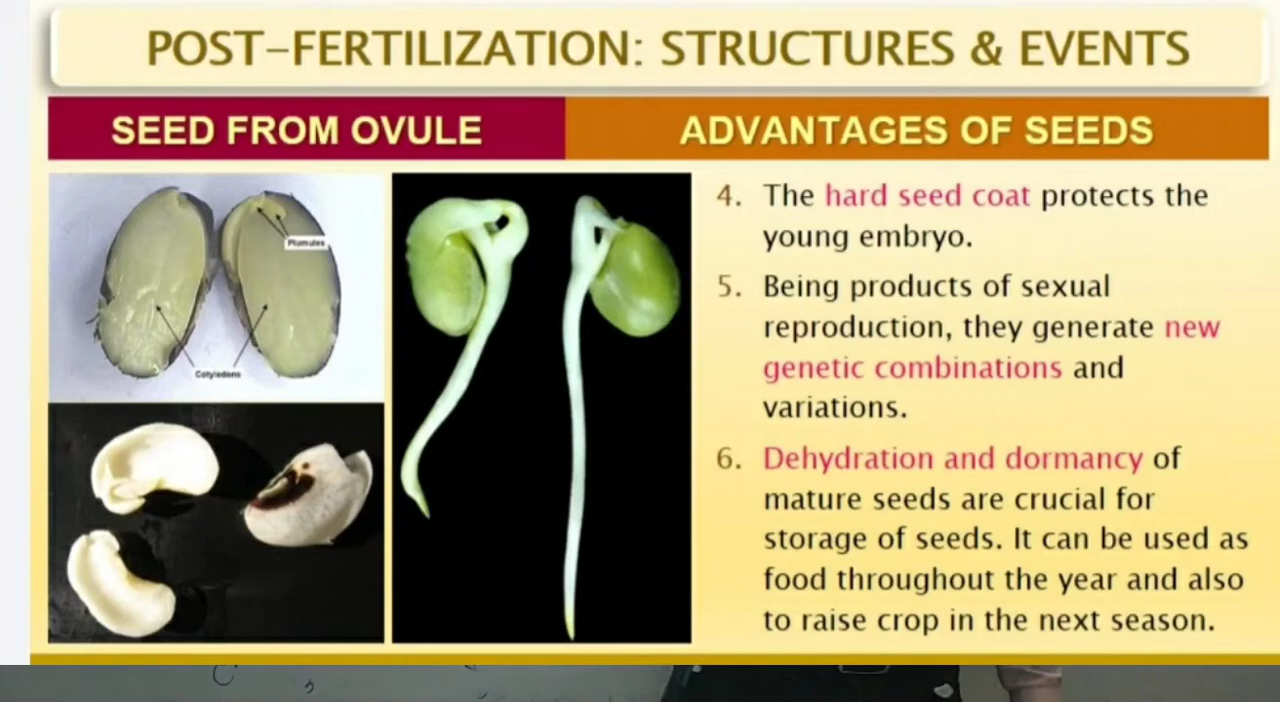 POST-FERTILIZATION: STRUCTURES & EVENTS
SEED FROM OVULE
ADVANTAGES OF SEEDS
Plumules
Cotyledons
4. The hard seed coat protects the
young embryo.
5. Being products of sexual
reproduction, they generate new
genetic combinations and
variations.
6. Dehydration and dormancy of
mature seeds are crucial for
storage of seeds. It can be used as
food throughout the year and also
to raise crop in the next season.